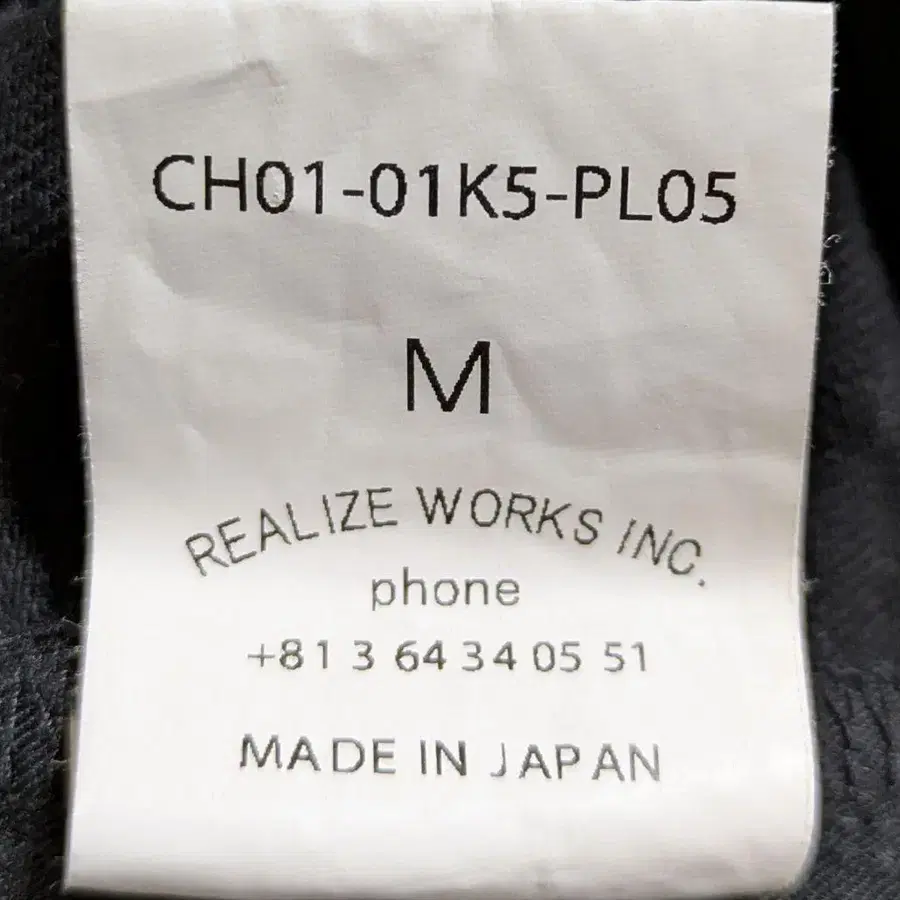 CH01-01K5-PL05
M
REALIZE WORKS INC.
phone
+81 3 64 34 05 51
MADE IN JAPAN